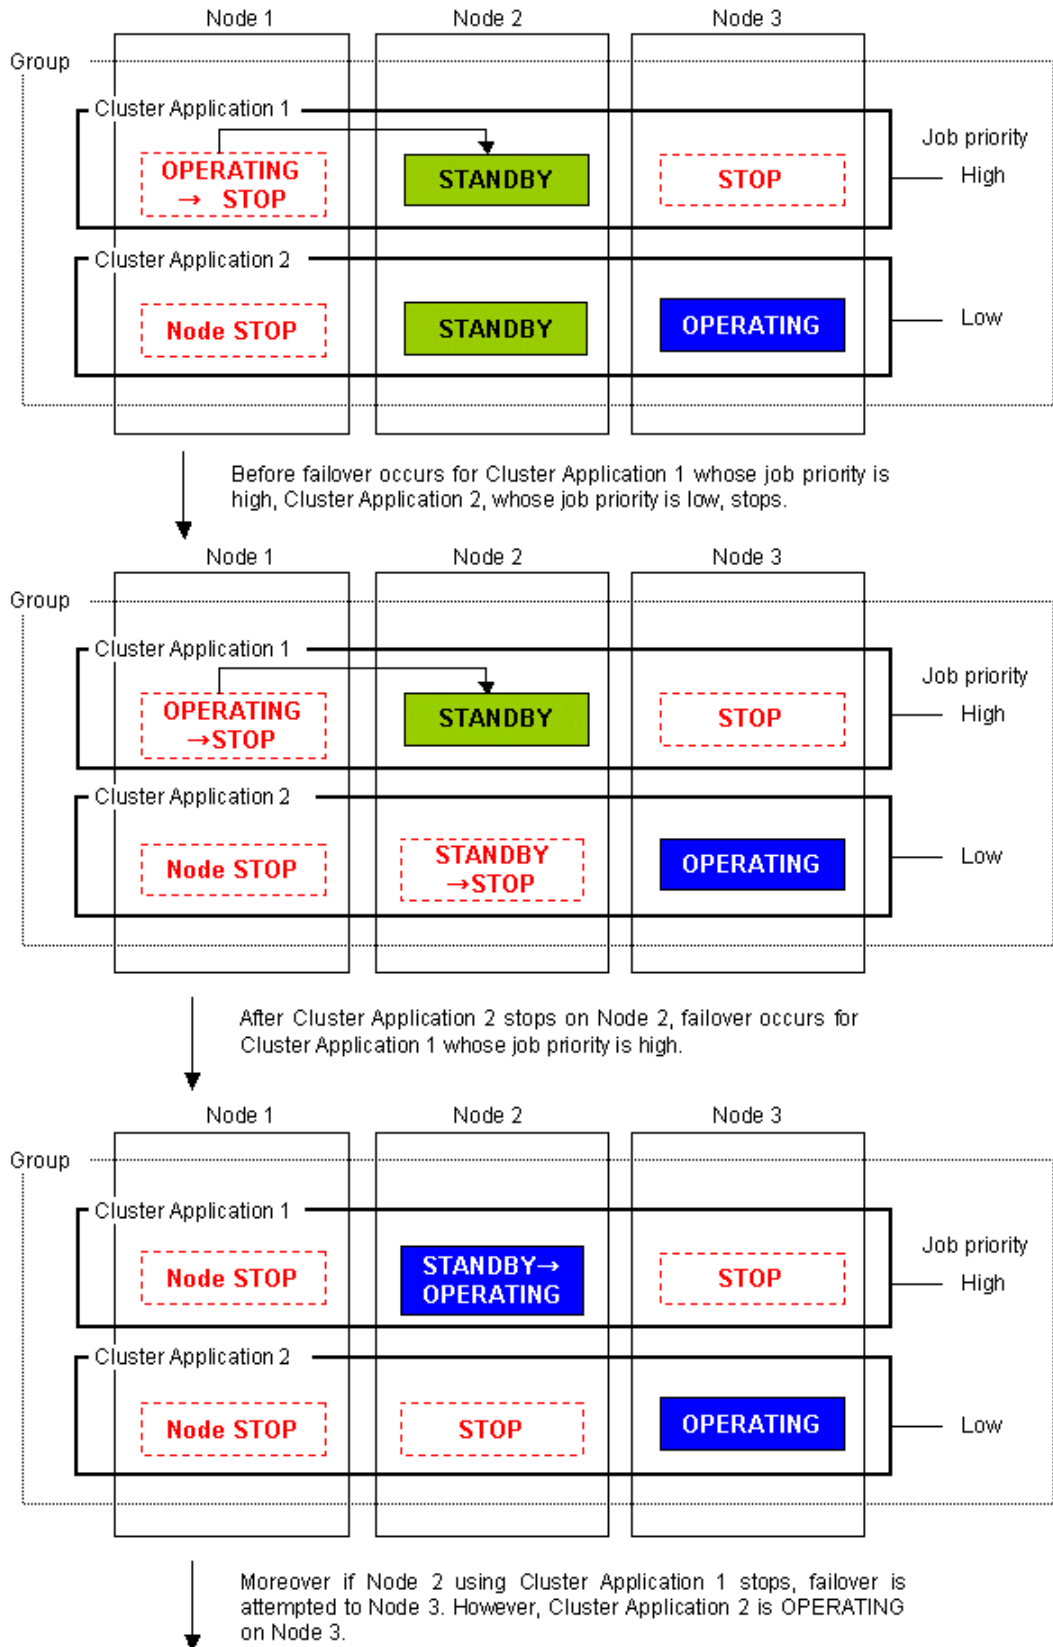 Node 1 Node 2 Node 3
Group
Cluster Application 1
Job priority
OPERATING
→ STOP
STANDBY
STOP
High
Cluster Application 2
Node STOP
STANDBY
OPERATING
Low
Before failover occurs for Cluster Application 1 whose job priority is
high, Cluster Application 2, whose job priority is low, stops.
Node 1 Node 2 Node 3
Group
Cluster Application 1
Job priority
OPERATING
→STOP
STANDBY
STOP
High
Cluster Application 2
Node STOP
STANDBY
→STOP
OPERATING
Low
After Cluster Application 2 stops on Node 2, failover occurs for
Cluster Application 1 whose job priority is high.
Node 1 Node 2 Node 3
Group
Cluster Application 1
Job priority
Node STOP
STANDBY→
OPERATING
STOP
High
Cluster Application 2
Node STOP
STOP
OPERATING
Low
Moreover if Node 2 using Cluster Application 1 stops, failover is
attempted to Node 3. However, Cluster Application 2 is OPERATING
on Node 3.